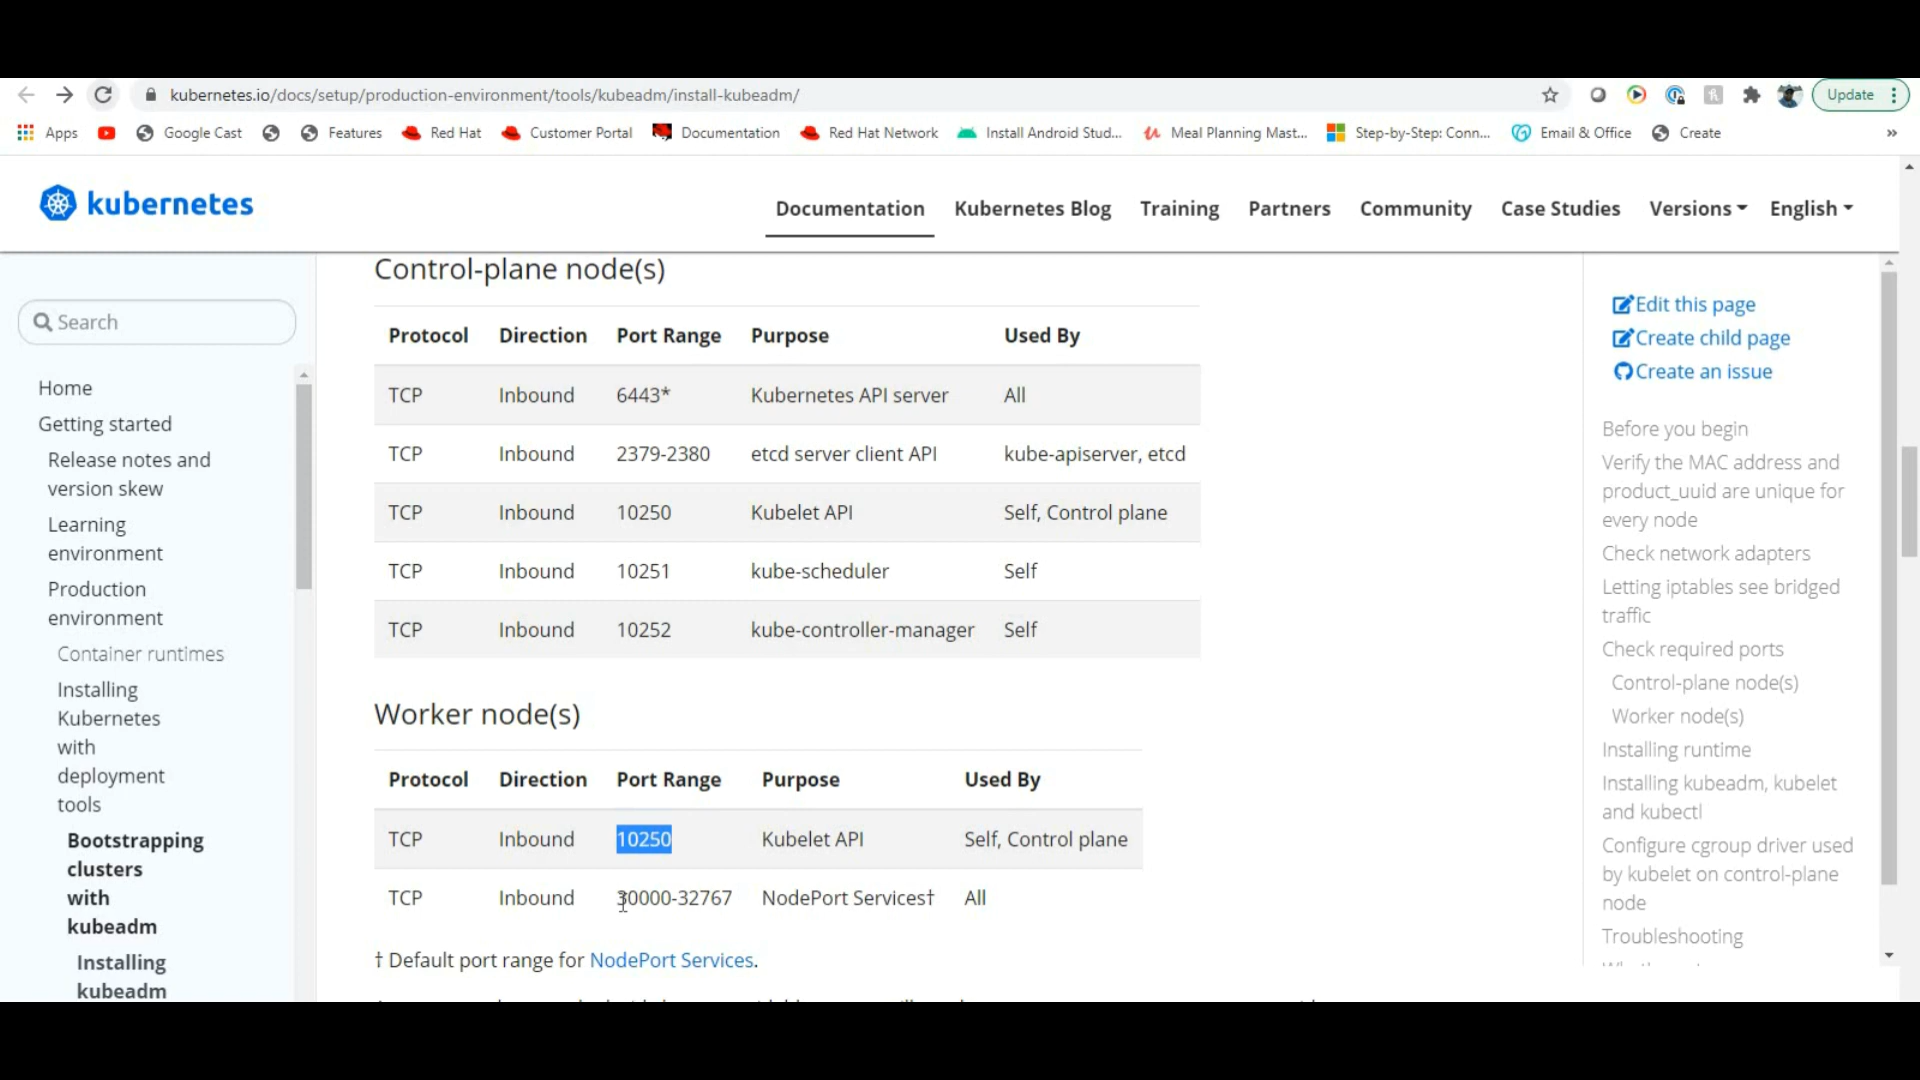 kubernetes.io/docs/setup/production-environment/tools/kubeadm/install-kubeadm/
Update
Apps
Google Cast
Features
Red Hat
Customer Portal
Documentation
Red Hat Network
Install Android Stud...
Meal Planning Mast...
Step-by-Step: Conn...
Email & Office
Create
»
kubernetes
Documentation
Kubernetes Blog
Training
Partners
Community
Case Studies
Versions
English
Search
Home
Getting started
Release notes and
version skew
Learning
environment
Production
environment
Container runtimes
Installing
Kubernetes
with
deployment
tools
Bootstrapping
clusters
with
kubeadm
Installing
kubeadm
Control-plane node(s)
Protocol Direction Port Range Purpose Used By
TCP Inbound 6443* Kubernetes API server All
TCP Inbound 2379-2380 etcd server client API kube-apiserver, etcd
TCP Inbound 10250 Kubelet API Self, Control plane
TCP Inbound 10251 kube-scheduler Self
TCP Inbound 10252 kube-controller-manager Self
Worker node(s)
Protocol Direction Port Range Purpose Used By
TCP Inbound 10250 Kubelet API Self, Control plane
TCP Inbound 30000-32767 NodePort Services† All
† Default port range for NodePort Services.
Edit this page
Create child page
Create an issue
Before you begin
Verify the MAC address and
product_uuid are unique for
every node
Check network adapters
Letting iptables see bridged
traffic
Check required ports
Control-plane node(s)
Worker node(s)
Installing runtime
Installing kubeadm, kubelet
and kubectl
Configure cgroup driver used
by kubelet on control-plane
node
Troubleshooting